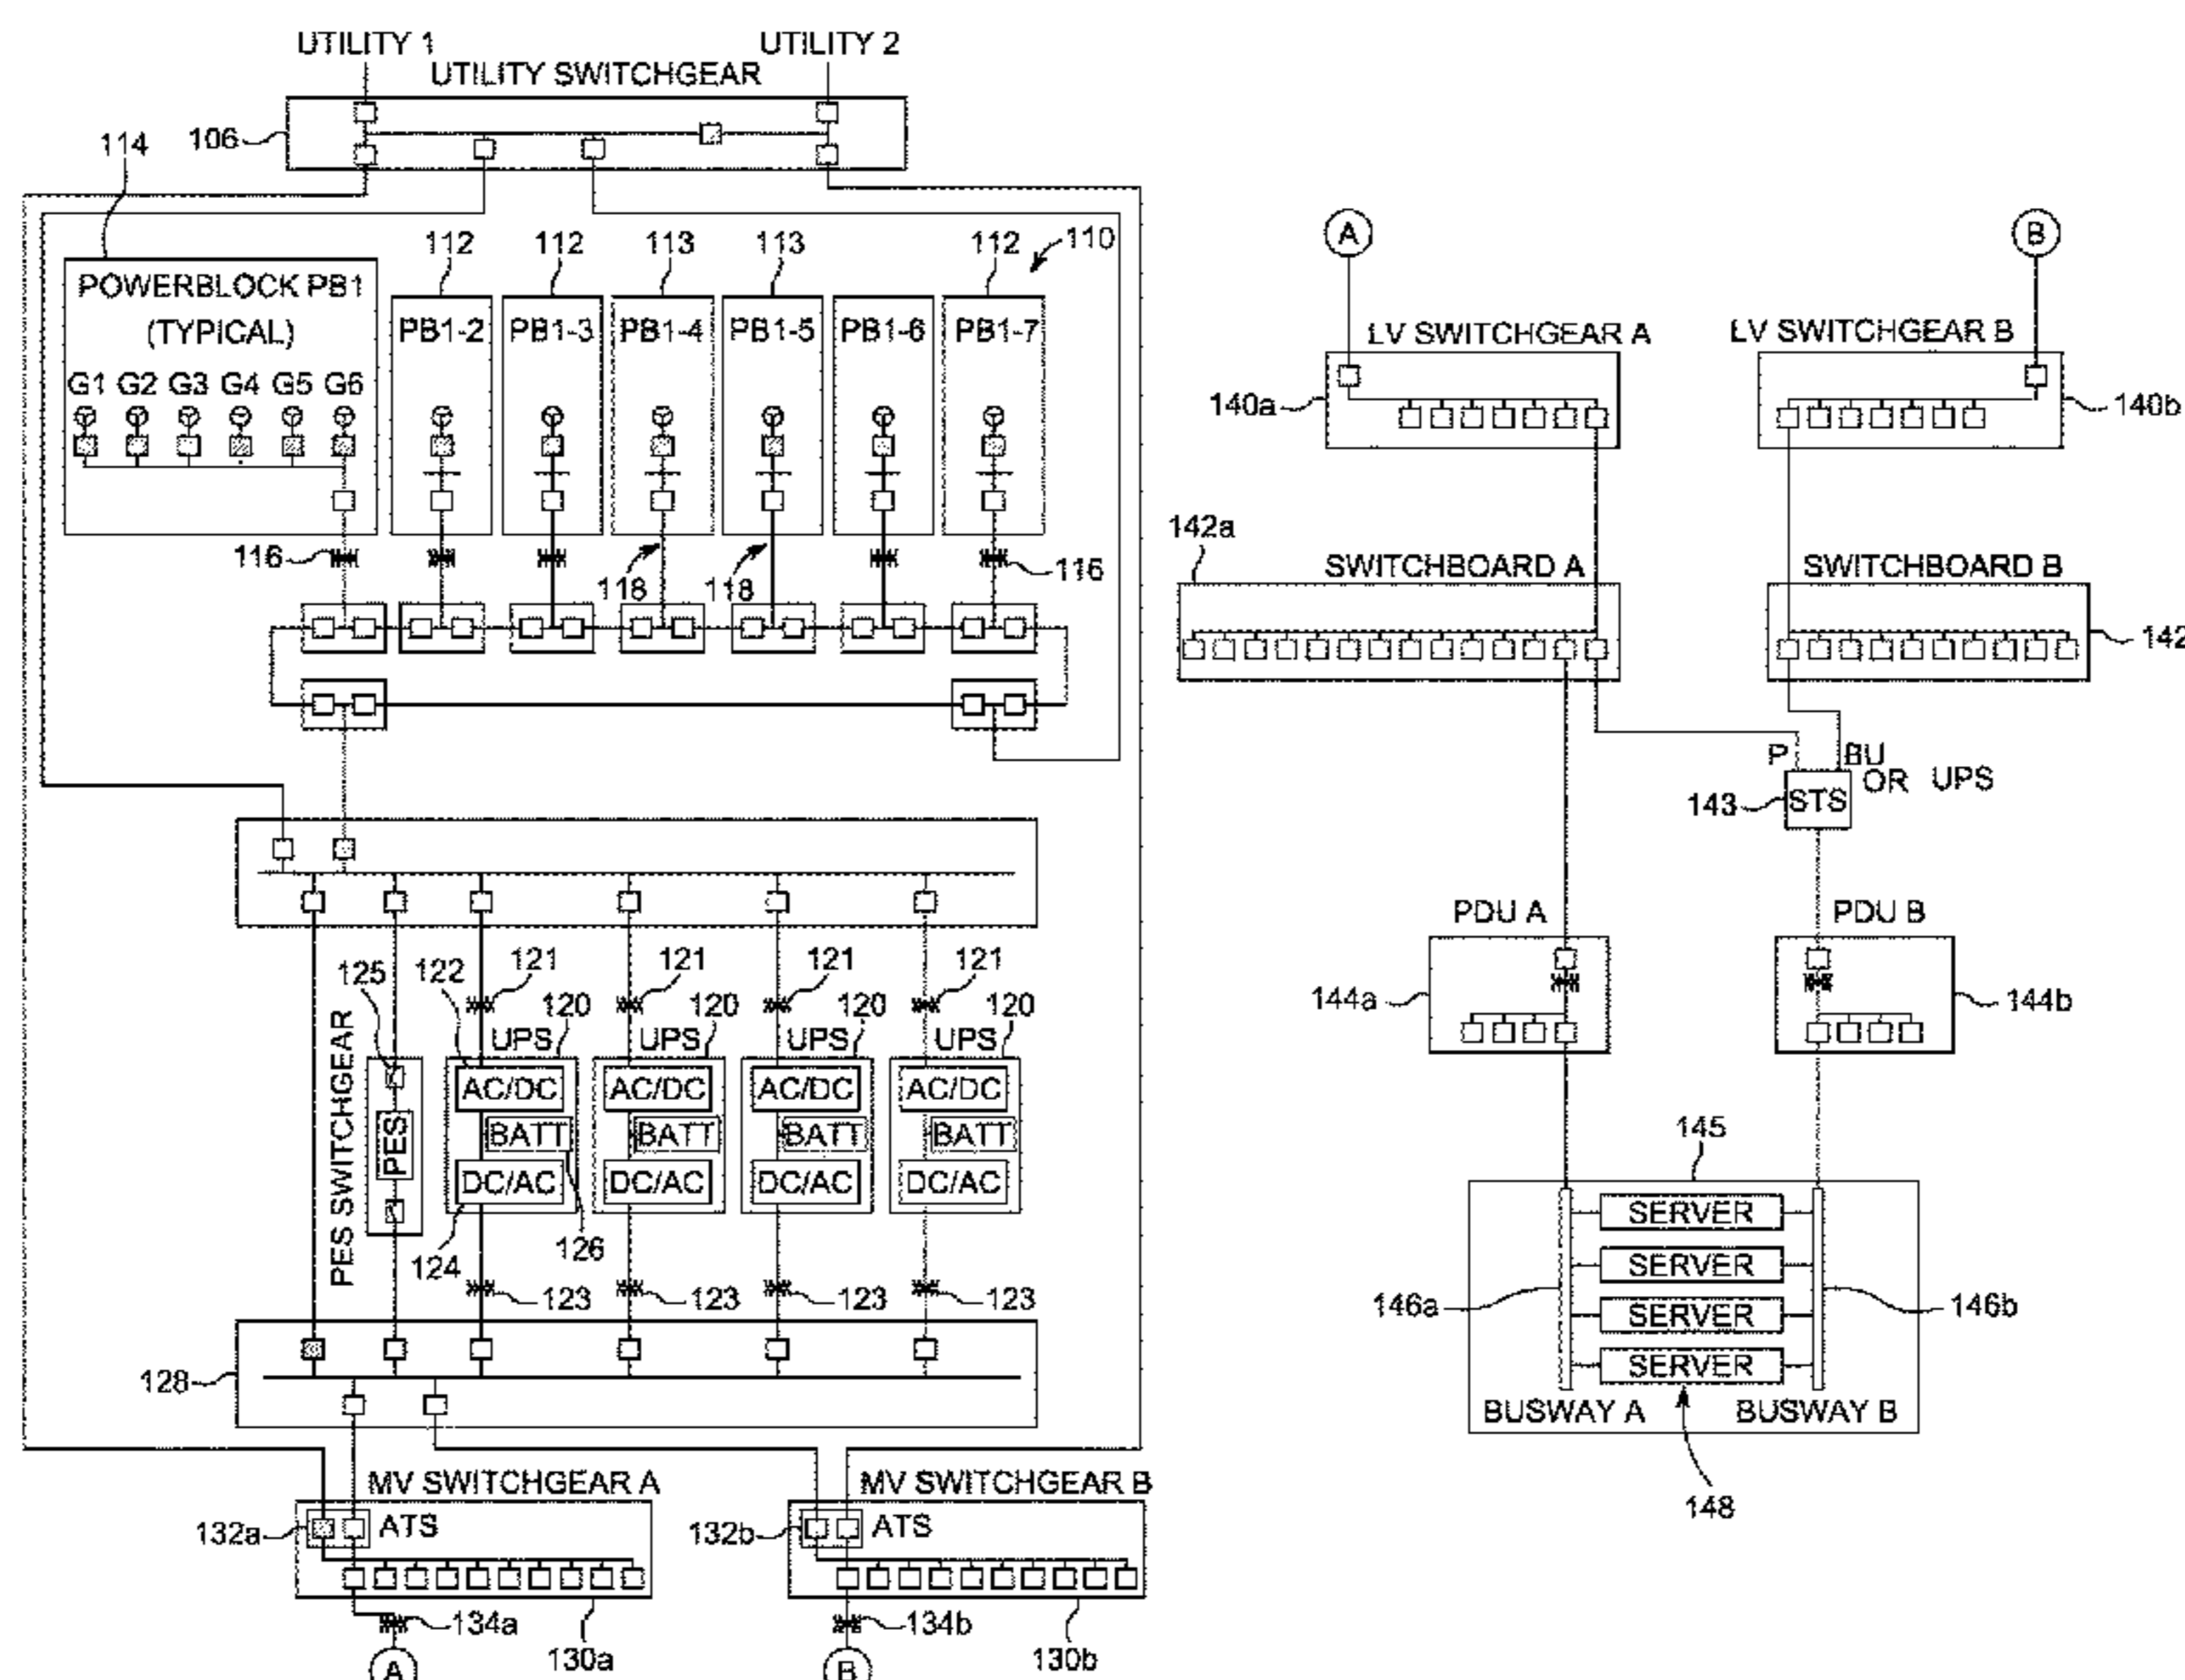 UTILITY 1
UTILITY 2
UTILITY SWITCHGEAR
106
114
112
112
113
113
112
110
POWERBLOCK PB1
(TYPICAL)
G1 G2 G3 G4 G5 G6
PB1-2
PB1-3
PB1-4
PB1-5
PB1-6
PB1-7
116
118
118
116
125
122
121
121
121
121
120
120
120
120
UPS
UPS
UPS
UPS
PES SWITCHGEAR
PES
AC/DC
AC/DC
AC/DC
AC/DC
BATT
BATT
BATT
BATT
DC/AC
DC/AC
DC/AC
DC/AC
124
126
123
123
123
123
128
MV SWITCHGEAR A
MV SWITCHGEAR B
132a
ATS
132b
ATS
134a
134b
130a
130b
A
B
A
B
LV SWITCHGEAR A
LV SWITCHGEAR B
140a
140b
142a
SWITCHBOARD A
SWITCHBOARD B
142
P
BU
OR UPS
143
STS
PDU A
PDU B
144a
144b
145
SERVER
SERVER
SERVER
SERVER
146a
146b
BUSWAY A
BUSWAY B
148